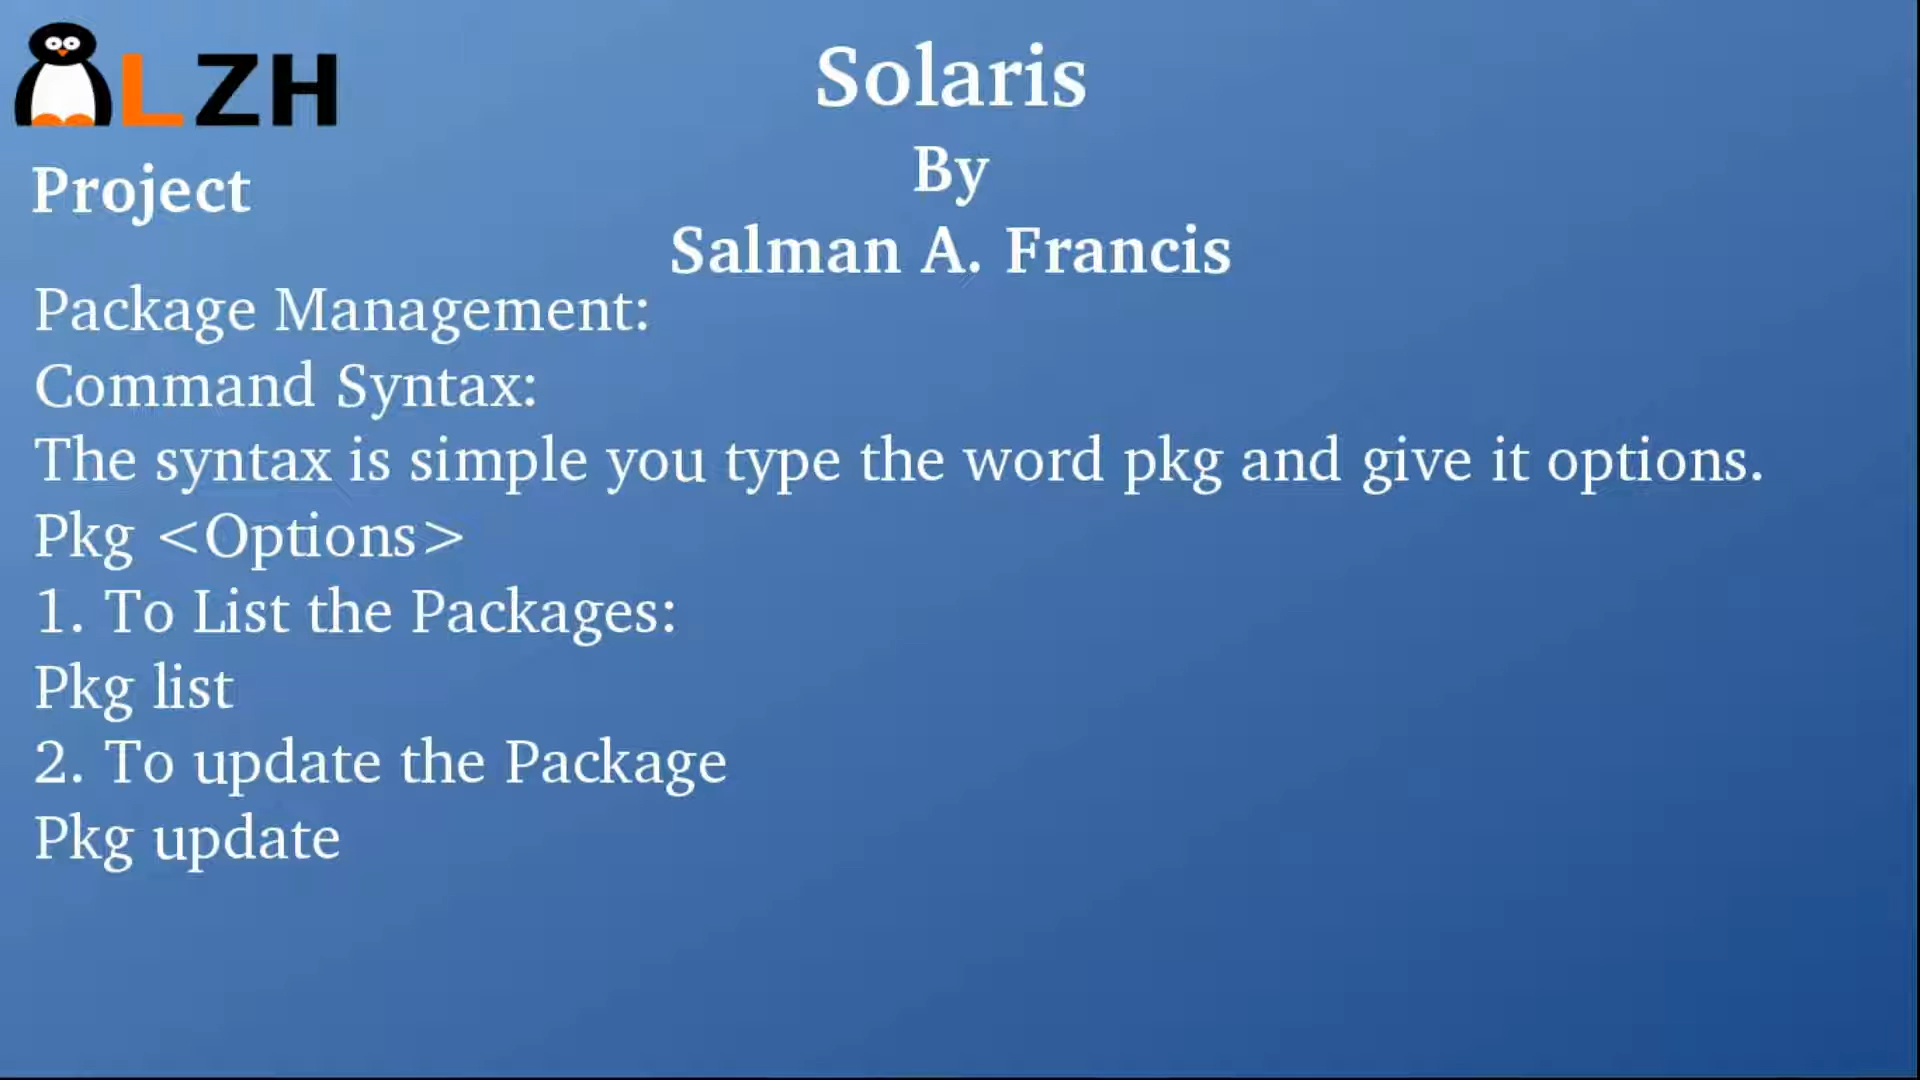 LZH
Solaris
By
Salman A. Francis
Project
Package Management:
Command Syntax:
The syntax is simple you type the word pkg and give it options.
Pkg <Options>
1. To List the Packages:
Pkg list
2. To update the Package
Pkg update